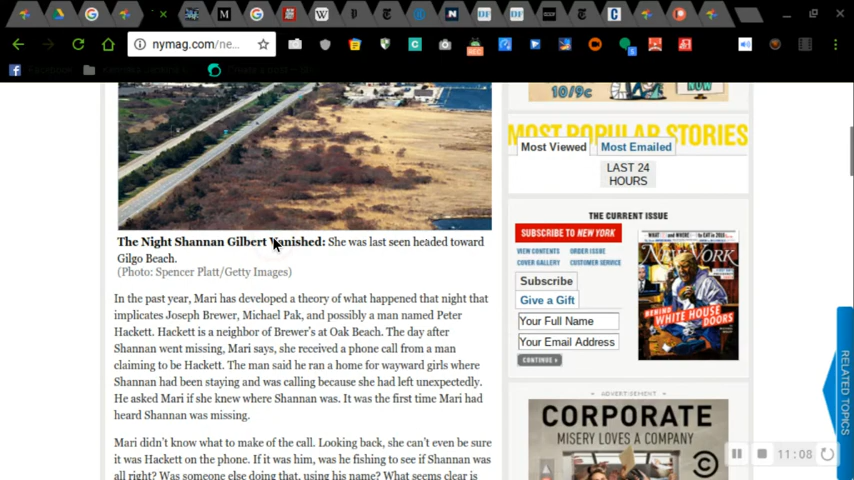 nymag.com/ne...
10/9c
NOW
The Night Shannan Gilbert Vanished: She was last seen headed toward
Gilgo Beach.
(Photo: Spencer Platt/Getty Images)
In the past year, Mari has developed a theory of what happened that night that
implicates Joseph Brewer, Michael Pak, and possibly a man named Peter
Hackett. Hackett is a neighbor of Brewer's at Oak Beach. The day after
Shannan went missing, Mari says, she received a phone call from a man
claiming to be Hackett. The man said he ran a home for wayward girls where
Shannan had been staying and was calling because she had left unexpectedly.
He asked Mari if she knew where Shannan was. It was the first time Mari had
heard Shannan was missing.
Mari didn't know what to make of the call. Looking back, she can't even be sure
it was Hackett on the phone. If it was him, was he fishing to see if Shannan was
all right? Was someone else doing that, using his name? What seems clear is
MOST POPULAR STORIES
Most Viewed
Most Emailed
LAST 24
HOURS
THE CURRENT ISSUE
SUBSCRIBE TO NEW YORK
VIEW CONTENTS
ORDER ISSUE
COVER GALLERY
CUSTOMER SERVICE
Subscribe
Give a Gift
Your Full Name
Your Email Address
CONTINUE
NEW YORK
BEHIND
WHITE HOUSE
DOORS
RELATED TOPICS
ADVERTISEMENT
CORPORATE
MISERY LOVES A COMPANY
11:08